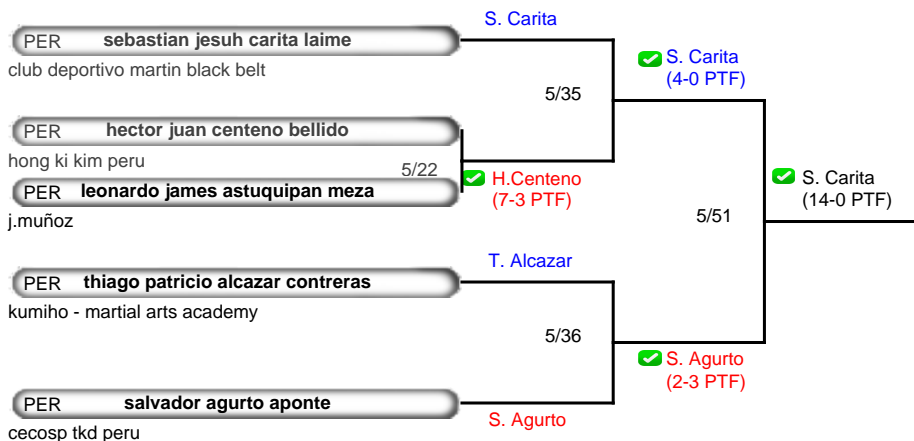 S. Carita
PER sebastian jesuh carita laime
club deportivo martin black belt
5/35
S. Carita
(4-0 PTF)
PER hector juan centeno bellido
hong ki kim peru
5/22
H.Centeno
(7-3 PTF)
PER leonardo james astuquipan meza
j.muñoz
S. Carita
(14-0 PTF)
5/51
T. Alcazar
PER thiago patricio alcazar contreras
kumiho - martial arts academy
5/36
S. Agurto
(2-3 PTF)
PER salvador agurto aponte
S. Agurto
cecosp tkd peru